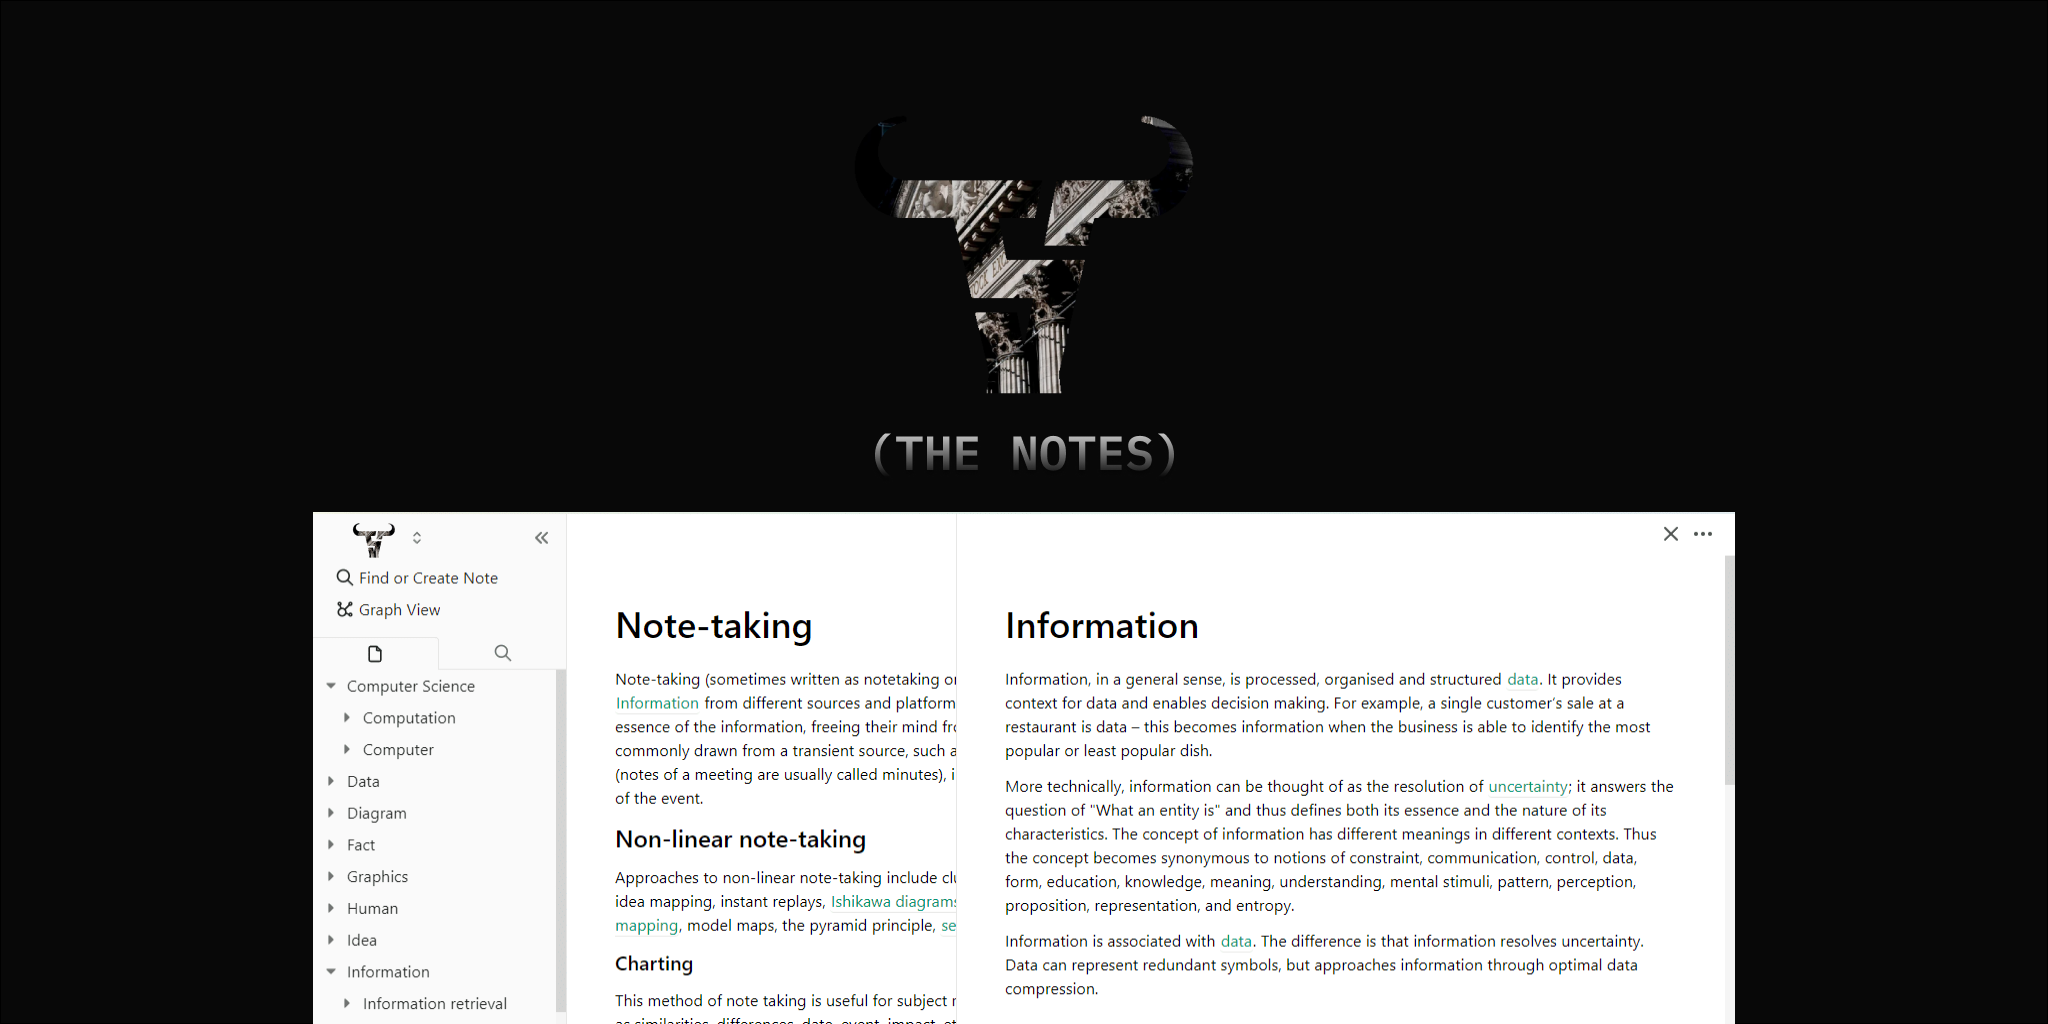 OCK EX
(THE NOTES)
Find or Create Note
Graph View
Computer Science
Computation
Computer
Data
Diagram
Fact
Graphics
Human
Idea
Information
Information retrieval
Note-taking
Note-taking (sometimes written as notetaking or
Information from different sources and platform
essence of the information, freeing their mind fr
commonly drawn from a transient source, such a
(notes of a meeting are usually called minutes), i
of the event.
Non-linear note-taking
Approaches to non-linear note-taking include cl
idea mapping, instant replays, Ishikawa diagrams
mapping, model maps, the pyramid principle, se
Charting
This method of note taking is useful for subject
as similarities, differences, date, event, impact, et
Information
Information, in a general sense, is processed, organised and structured data. It provides
context for data and enables decision making. For example, a single customer's sale at a
restaurant is data – this becomes information when the business is able to identify the most
popular or least popular dish.
More technically, information can be thought of as the resolution of uncertainty; it answers the
question of "What an entity is" and thus defines both its essence and the nature of its
characteristics. The concept of information has different meanings in different contexts. Thus
the concept becomes synonymous to notions of constraint, communication, control, data,
form, education, knowledge, meaning, understanding, mental stimuli, pattern, perception,
proposition, representation, and entropy.
Information is associated with data. The difference is that information resolves uncertainty.
Data can represent redundant symbols, but approaches information through optimal data
compression.